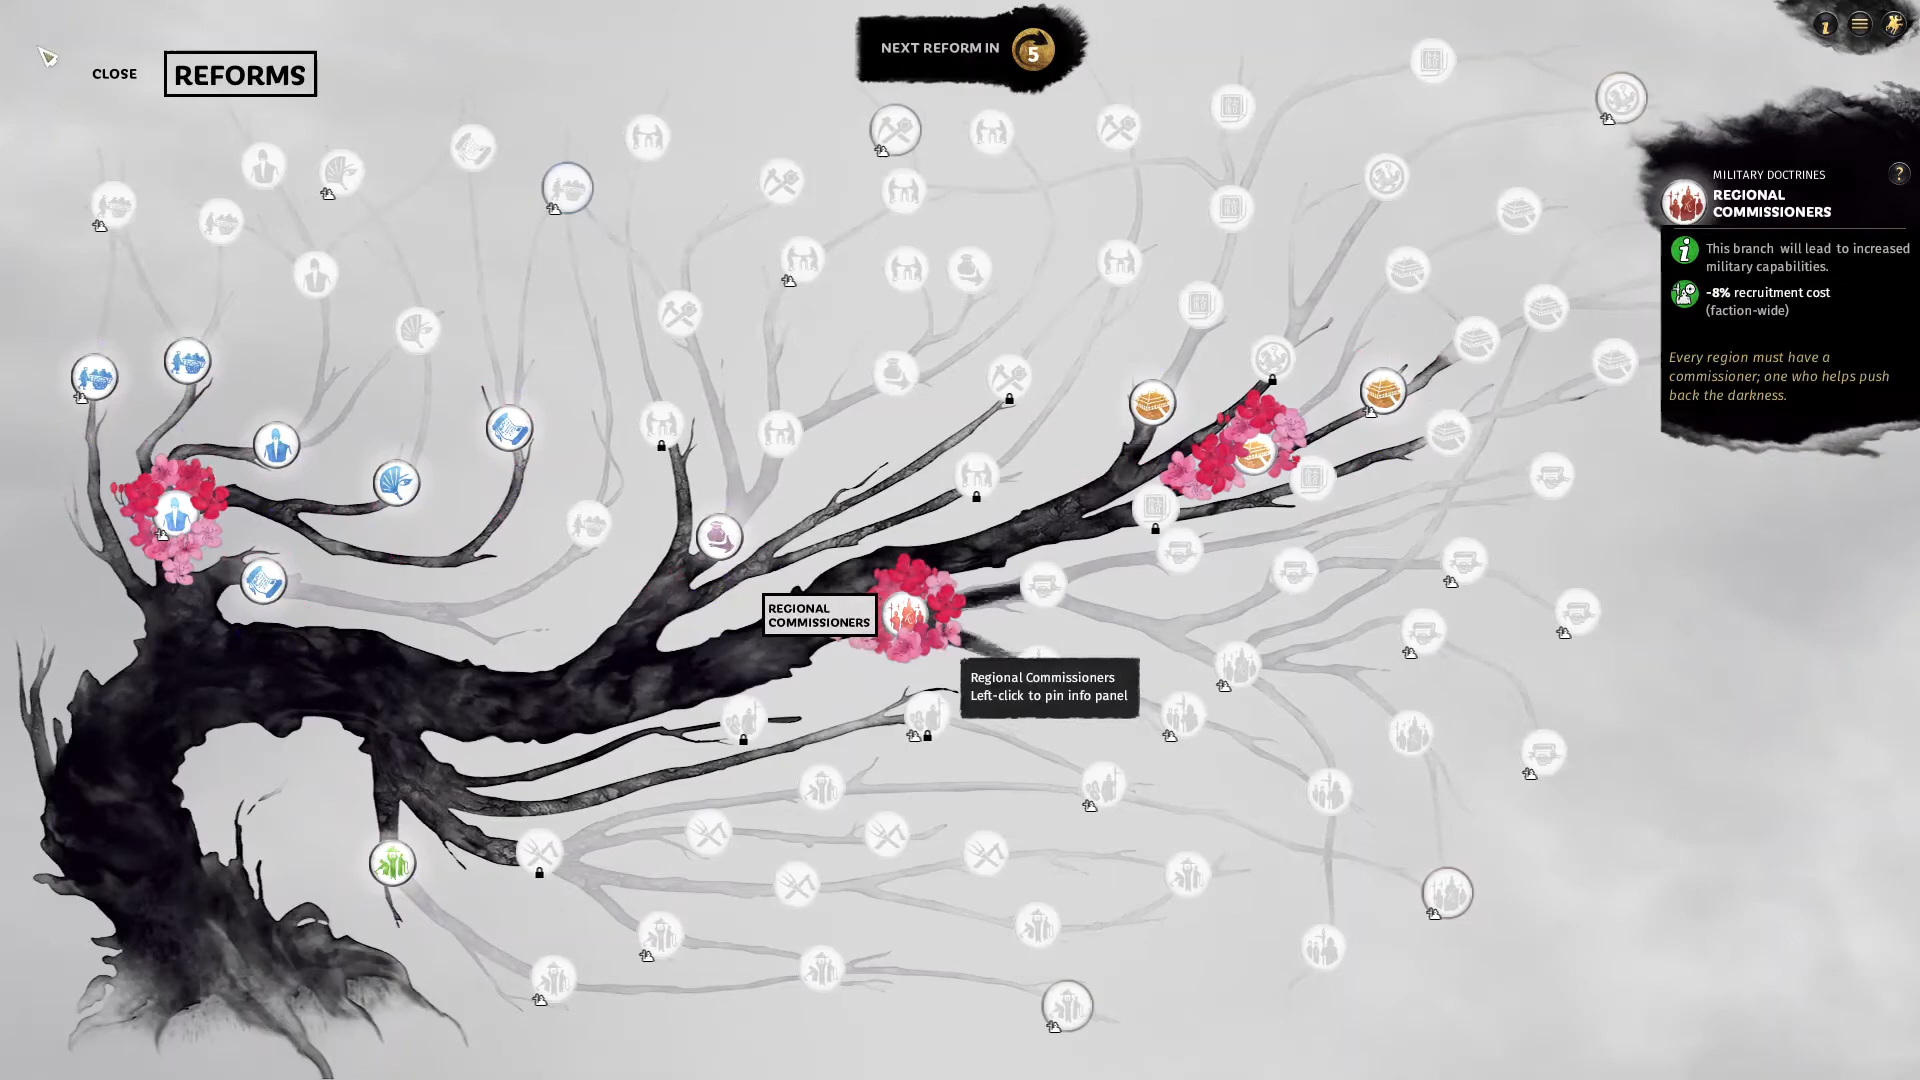 NEXT REFORM IN
5
CLOSE
REFORMS
MILITARY DOCTRINES
REGIONAL
COMMISSIONERS
?
This branch will lead to increased
military capabilities.
-8% recruitment cost
(faction-wide)
Every region must have a
commissioner; one who helps push
back the darkness.
REGIONAL
COMMISSIONERS
Regional Commissioners
Left-click to pin info panel